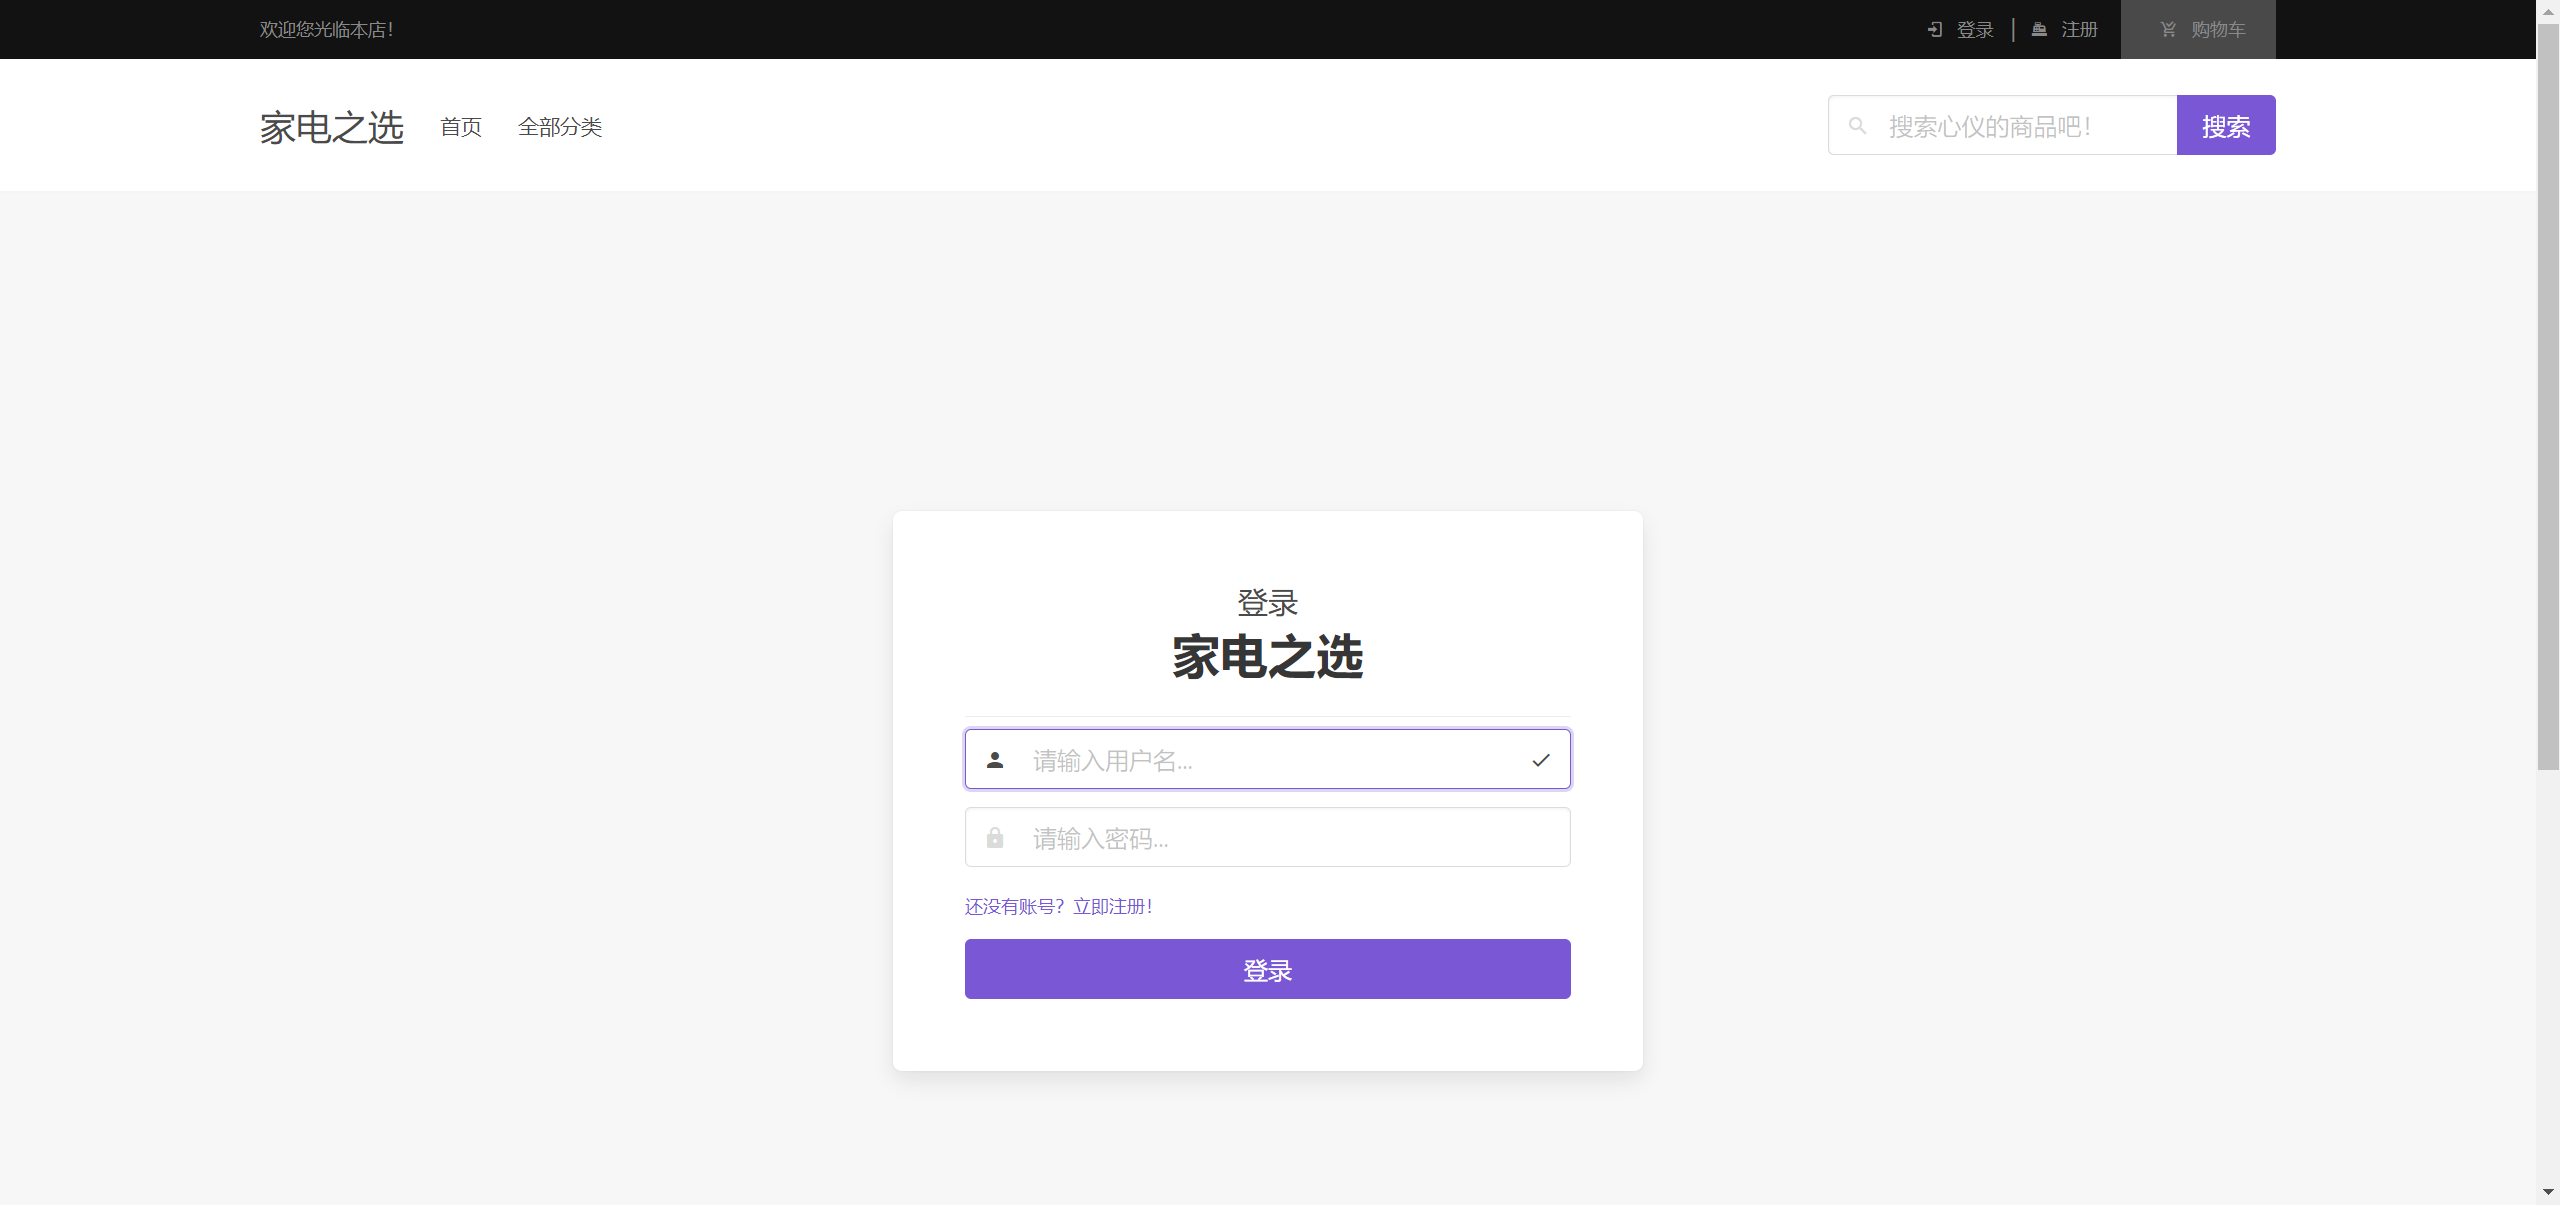 欢迎您光临本店！
登录 | 注册 购物车
家电之选 首页 全部分类 搜索心仪的商品吧！ 搜索
登录
家电之选
请输入用户名...
请输入密码...
还没有账号？立即注册！
登录